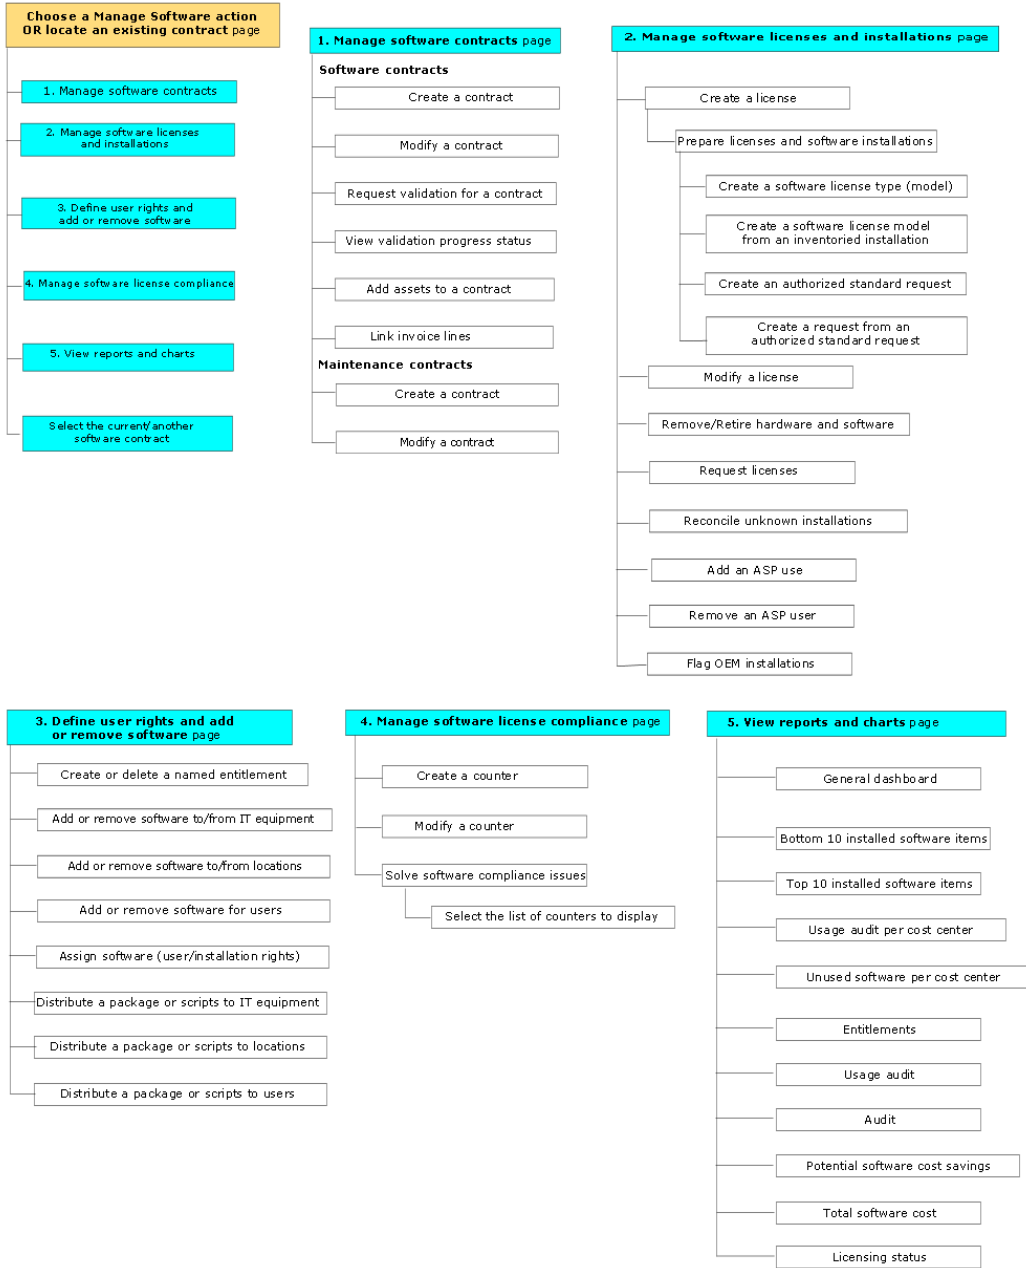 Choose a Manage Software action
OR locate an existing contract page
1. Manage software contracts
2. Manage software licenses
and installations
3. Define user rights and
add or remove software
4. Manage software license compliance
5. View reports and charts
Select the current/another
software contract
1. Manage software contracts page
Software contracts
Create a contract
Modify a contract
Request validation for a contract
View validation progress status
Add assets to a contract
Link invoice lines
Maintenance contracts
Create a contract
Modify a contract
2. Manage software licenses and installations page
Create a license
Prepare licenses and software installations
Create a software license type (model)
Create a software license model
from an inventoried installation
Create an authorized standard request
Create a request from an
authorized standard request
Modify a license
Remove/Retire hardware and software
Request licenses
Reconcile unknown installations
Add an ASP use
Remove an ASP user
Flag OEM installations
3. Define user rights and add
or remove software page
Create or delete a named entitlement
Add or remove software to/from IT equipment
Add or remove software to/from locations
Add or remove software for users
Assign software (user/installation rights)
Distribute a package or scripts to IT equipment
Distribute a package or scripts to locations
Distribute a package or scripts to users
4. Manage software license compliance page
Create a counter
Modify a counter
Solve software compliance issues
Select the list of counters to display
5. View reports and charts page
General dashboard
Bottom 10 installed software items
Top 10 installed software items
Usage audit per cost center
Unused software per cost center
Entitlements
Usage audit
Audit
Potential software cost savings
Total software cost
Licensing status